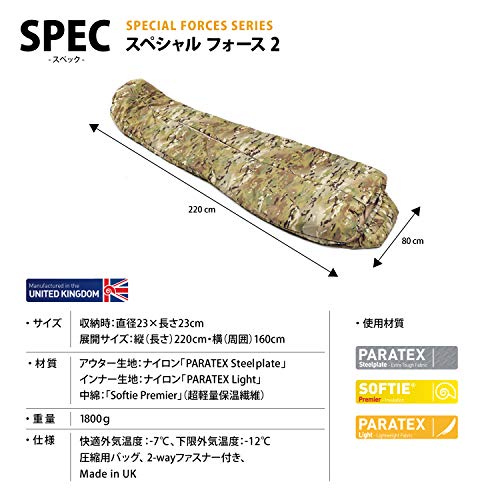 SPEC
- スペック -
SPECIAL FORCES SERIES
スペシャル フォース 2
220 cm
80 cm
Manufactured in the
UNITED KINGDOM
・サイズ 収納時：直径23×長さ23cm
展開サイズ：縦（長さ）220cm・横（周囲）160cm
・材質 アウター生地：ナイロン「PARATEX Steelplate」
インナー生地：ナイロン「PARATEX Light」
中綿：「Softie Premier」（超軽量保温繊維）
・重量 1800g
・仕様 快適外気温度：-7℃、下限外気温度：-12℃
圧縮用バッグ、2-wayファスナー付き、
Made in UK
・使用材質
PARATEX
Steelplate - Extra Tough Fabric
SOFTIE®
Premier - Insulation
PARATEX
Light - Lightweight Fabric